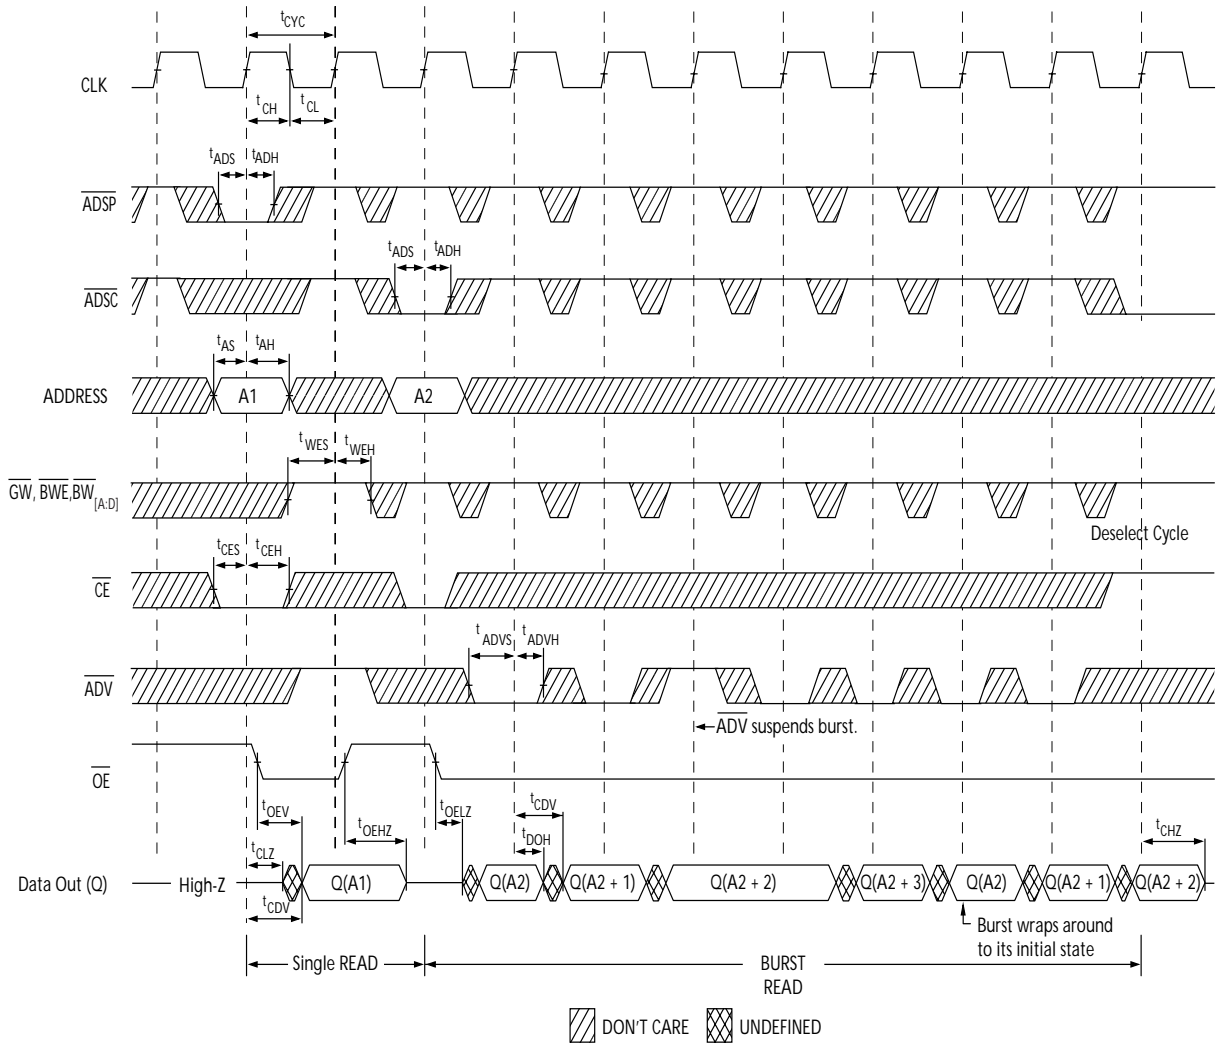 tCYC
CLK
tCH tCL
tADS tADH
ADSP
tADS tADH
ADSC
tAS tAH
ADDRESS A1 A2
tWES tWEH
GW, BWE,BW[A:D]
Deselect Cycle
tCES tCEH
CE
tADVS tADVH
ADV
ADV suspends burst.
OE
tOEV tOEHZ tOELZ tCDV tDOH tCHZ
tCLZ
Data Out (Q) High-Z Q(A1) Q(A2) Q(A2 + 1) Q(A2 + 2) Q(A2 + 3) Q(A2) Q(A2 + 1) Q(A2 + 2)
tCDV
Burst wraps around
to its initial state
Single READ BURST
READ
DON'T CARE UNDEFINED